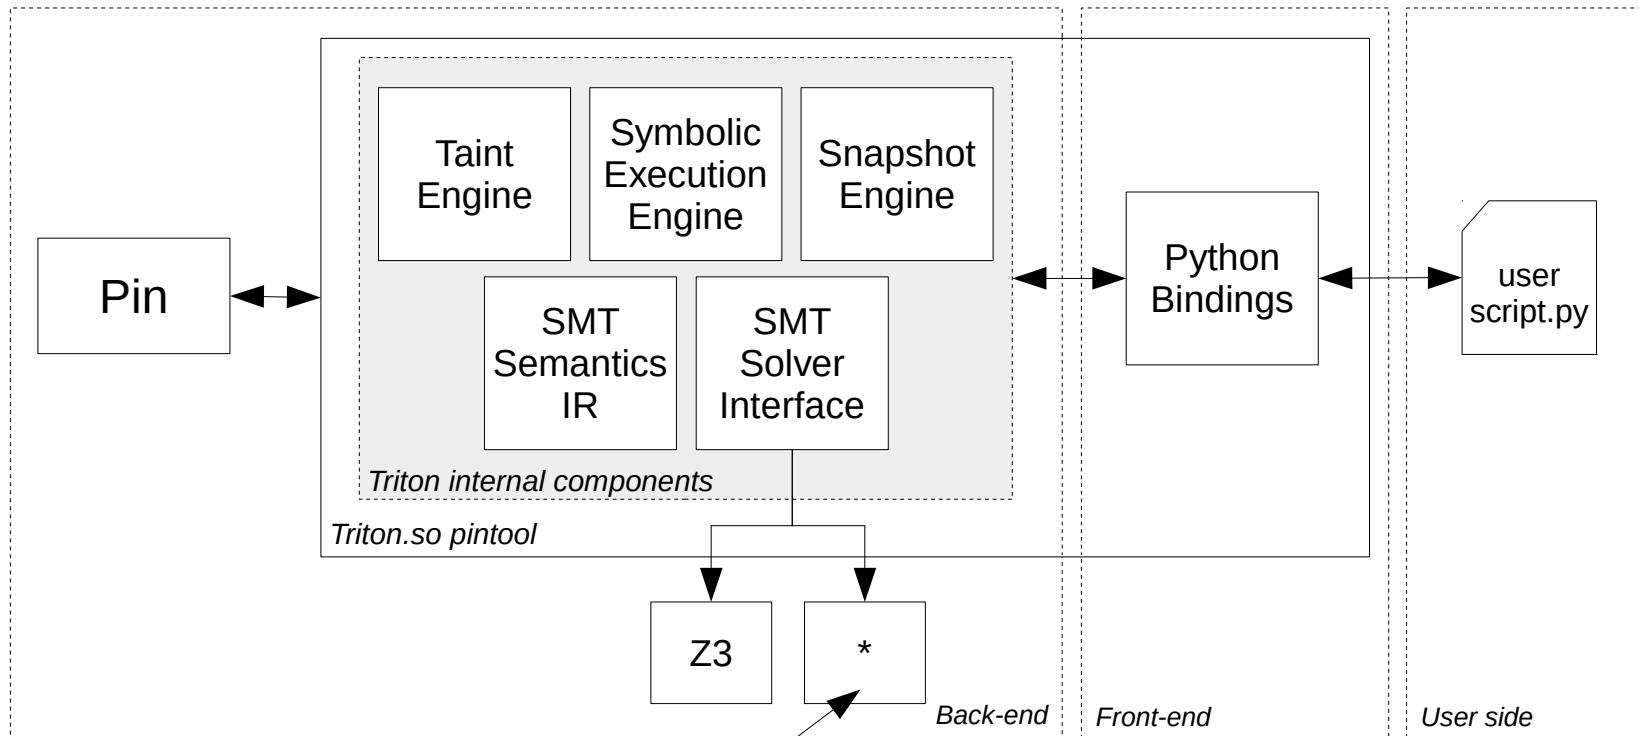 Taint
Engine
Symbolic
Execution
Engine
Snapshot
Engine
Pin
SMT
Semantics
IR
SMT
Solver
Interface
Python
Bindings
user
script.py
Triton internal components
Triton.so pintool
Z3
*
Back-end
Front-end
User side